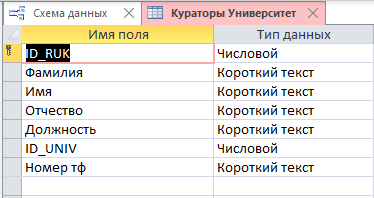 Схема данных Кураторы Университет
Имя поля Тип данных
ID_RUK Числовой
Фамилия Короткий текст
Имя Короткий текст
Отчество Короткий текст
Должность Короткий текст
ID_UNIV Числовой
Номер тф Короткий текст